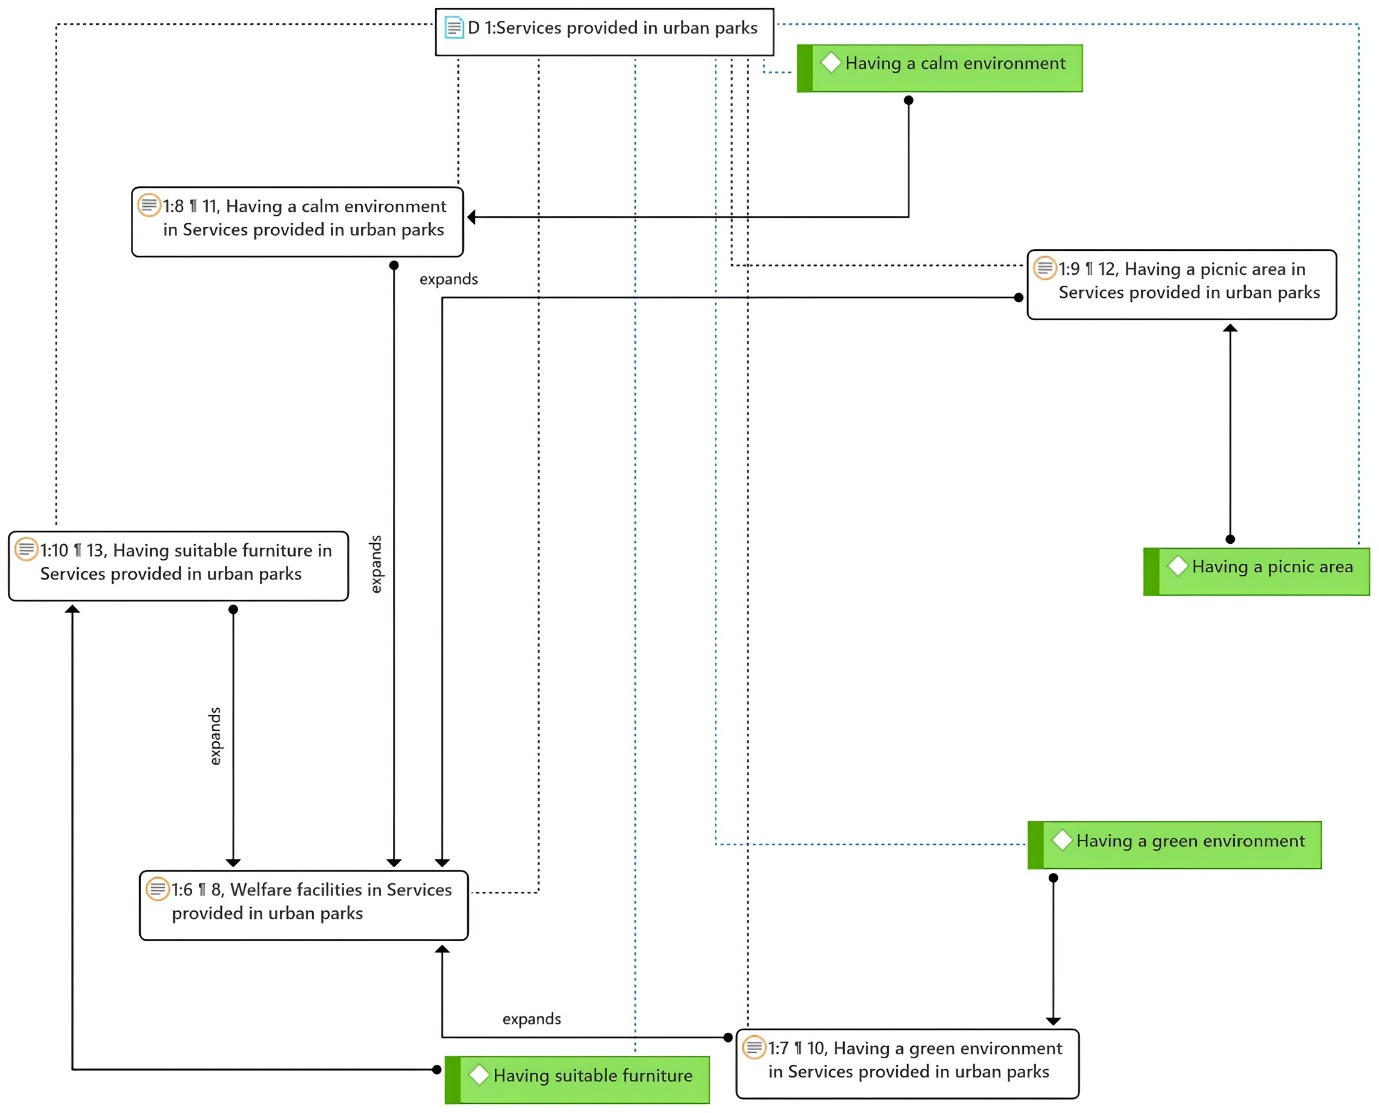 D 1:Services provided in urban parks
Having a calm environment
1:8 ¶ 11, Having a calm environment
in Services provided in urban parks
expands
1:9 ¶ 12, Having a picnic area in
Services provided in urban parks
1:10 ¶ 13, Having suitable furniture in
Services provided in urban parks
expands
Having a picnic area
expands
Having a green environment
1:6 ¶ 8, Welfare facilities in Services
provided in urban parks
expands
1:7 ¶ 10, Having a green environment
in Services provided in urban parks
Having suitable furniture